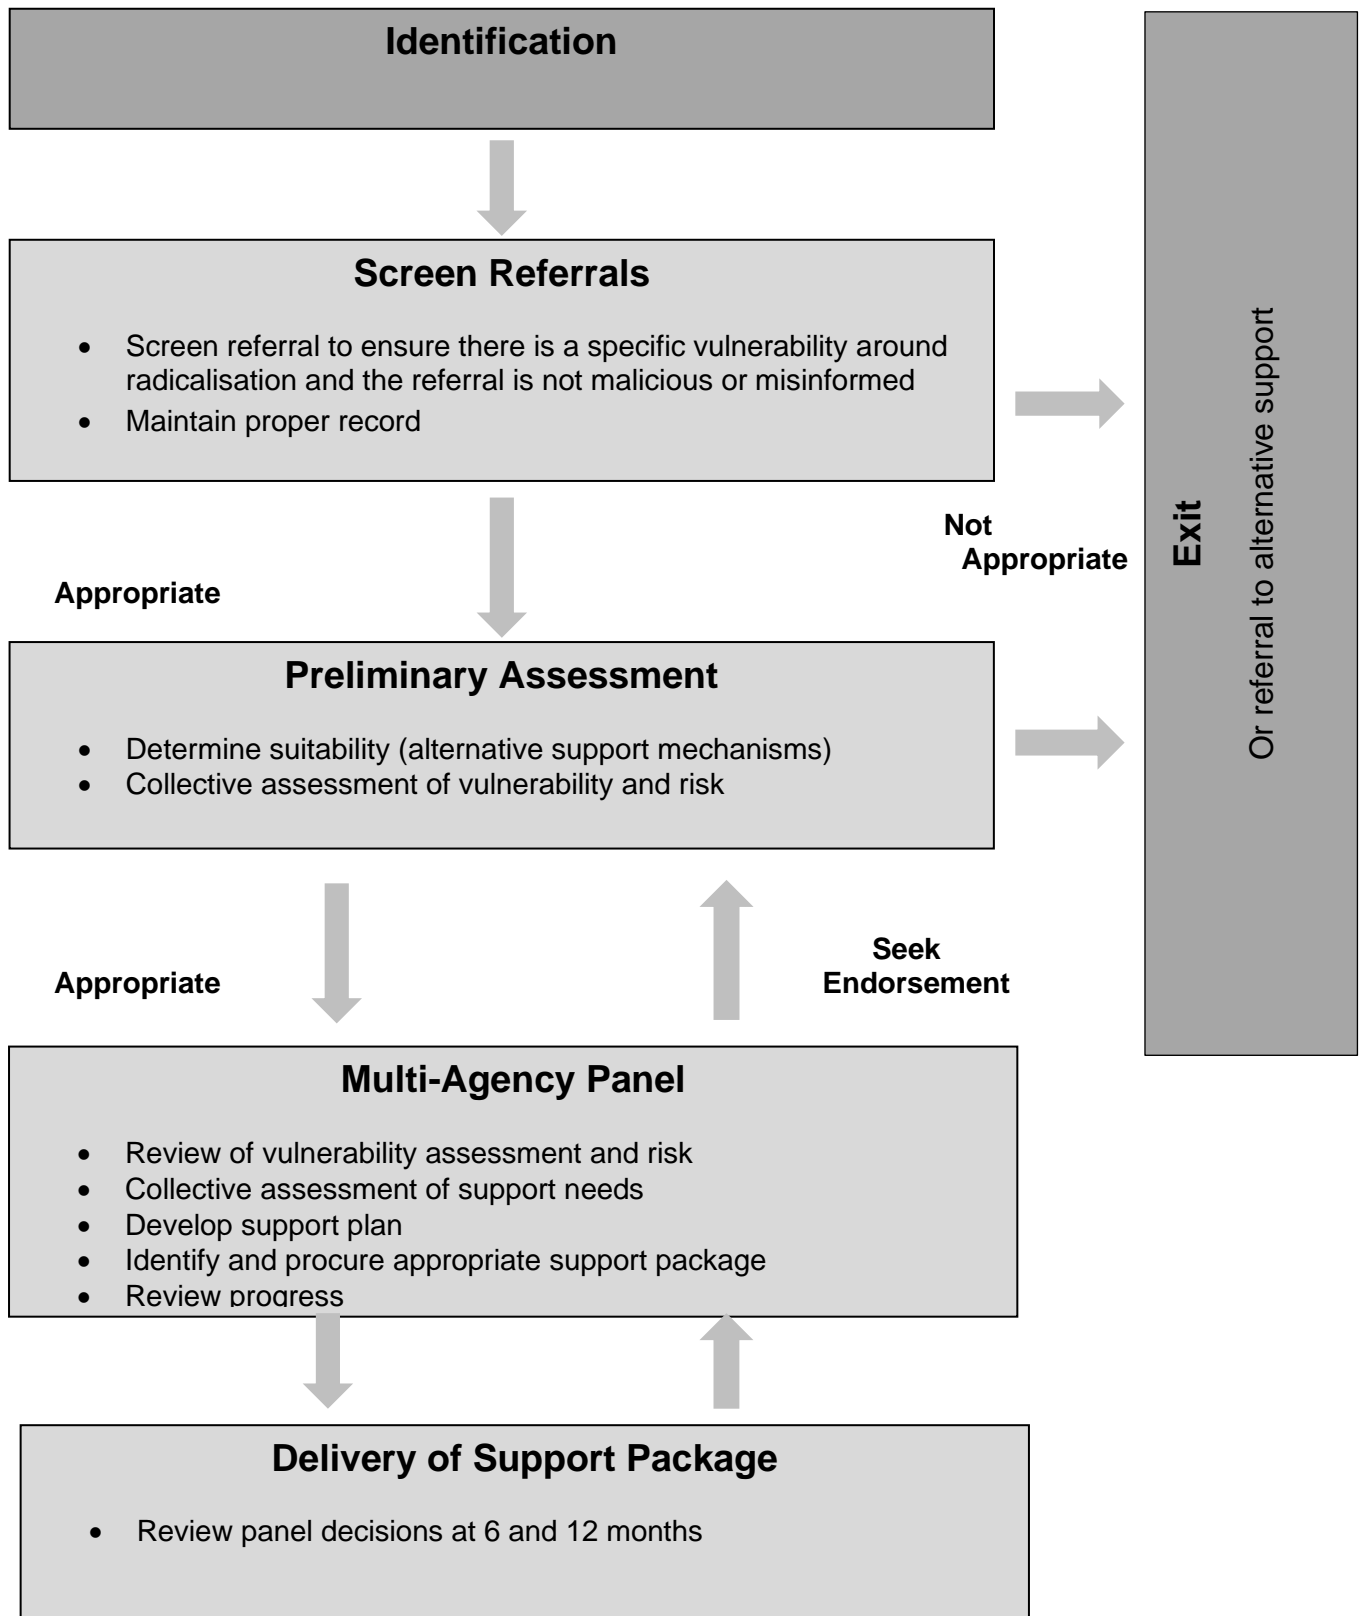 Identification
Screen Referrals
• Screen referral to ensure there is a specific vulnerability around
radicalisation and the referral is not malicious or misinformed
• Maintain proper record
Not
Appropriate
Appropriate
Preliminary Assessment
• Determine suitability (alternative support mechanisms)
• Collective assessment of vulnerability and risk
Exit
Or referral to alternative support
Appropriate
Seek
Endorsement
Multi-Agency Panel
• Review of vulnerability assessment and risk
• Collective assessment of support needs
• Develop support plan
• Identify and procure appropriate support package
• Review progress
Delivery of Support Package
• Review panel decisions at 6 and 12 months